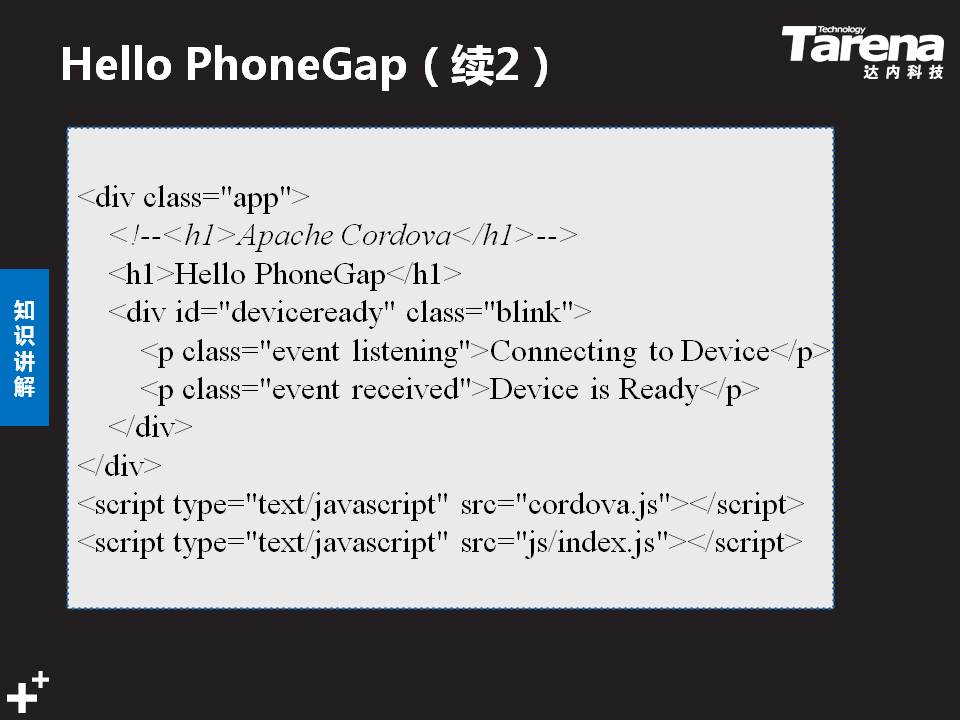 Hello PhoneGap（续2）
Technology
Tarena
达内科技
知识讲解
<div class="app">
<!--<h1>Apache Cordova</h1>-->
<h1>Hello PhoneGap</h1>
<div id="deviceready" class="blink">
<p class="event listening">Connecting to Device</p>
<p class="event received">Device is Ready</p>
</div>
</div>
<script type="text/javascript" src="cordova.js"></script>
<script type="text/javascript" src="js/index.js"></script>